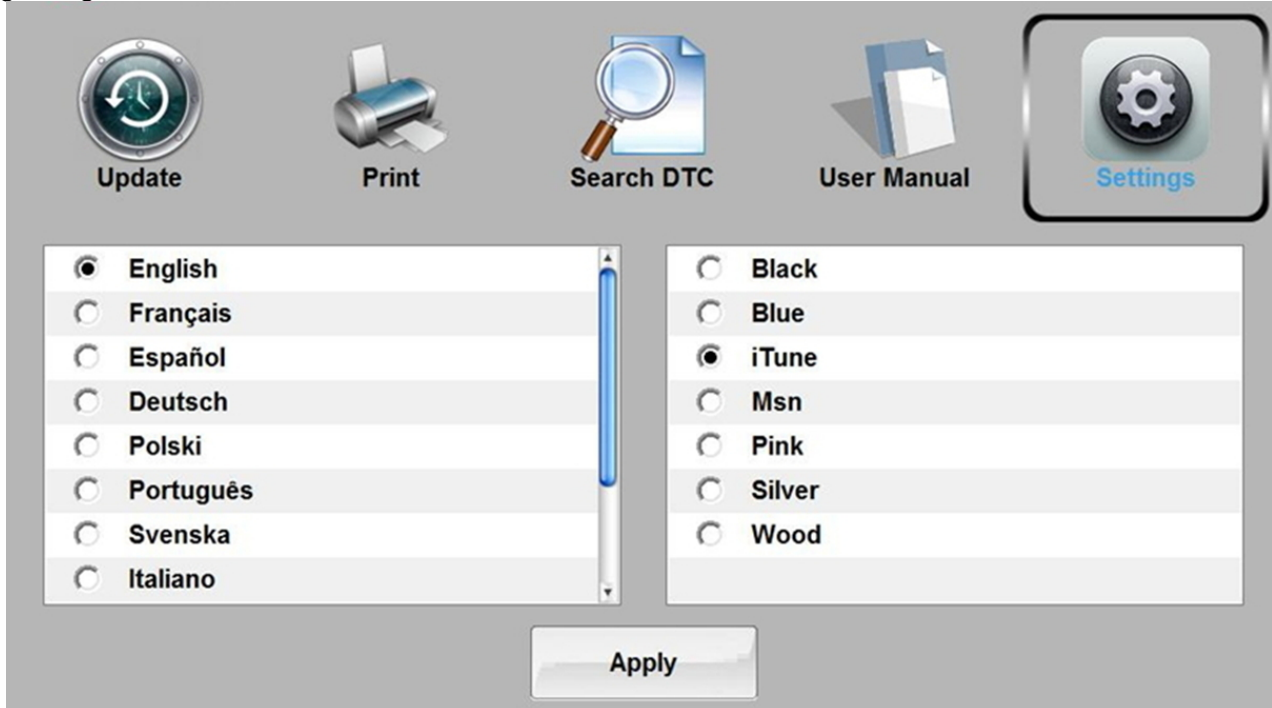 Update Print Search DTC User Manual Settings
English
Français
Español
Deutsch
Polski
Português
Svenska
Italiano
Black
Blue
iTune
Msn
Pink
Silver
Wood
Apply